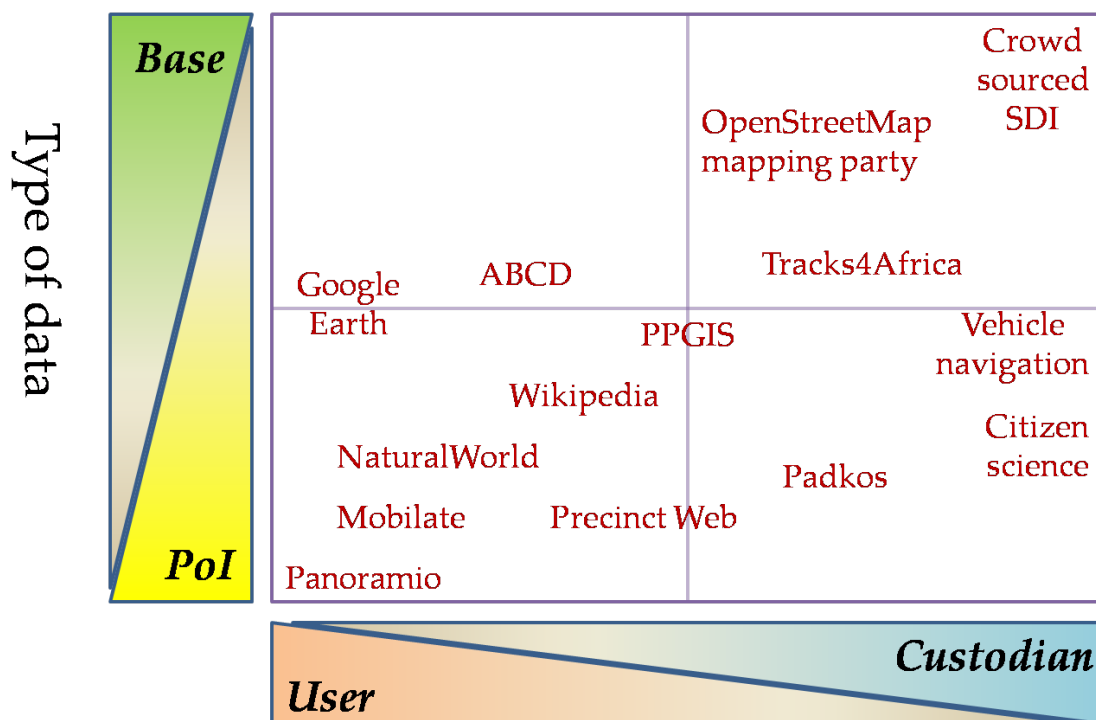 Type of data
Base
PoI
Crowd
sourced
SDI
OpenStreetMap
mapping party
Tracks4Africa
ABCD
Google
Earth
PPGIS
Vehicle
navigation
Wikipedia
Citizen
science
NaturalWorld
Padkos
Mobilate
Precinct Web
Panoramio
User
Custodian